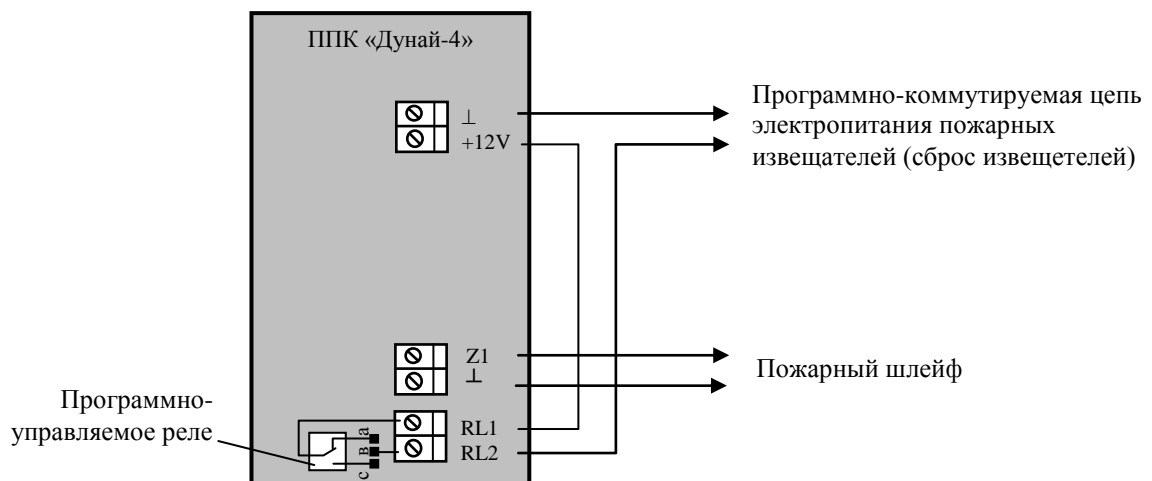 ППК «Дунай-4»
⊥
+12V
Программно-коммутируемая цепь
электропитания пожарных
извещателей (сброс извещетелей)
Z1
⊥
Пожарный шлейф
Программно-
управляемое реле
RL1
RL2
а
в
с